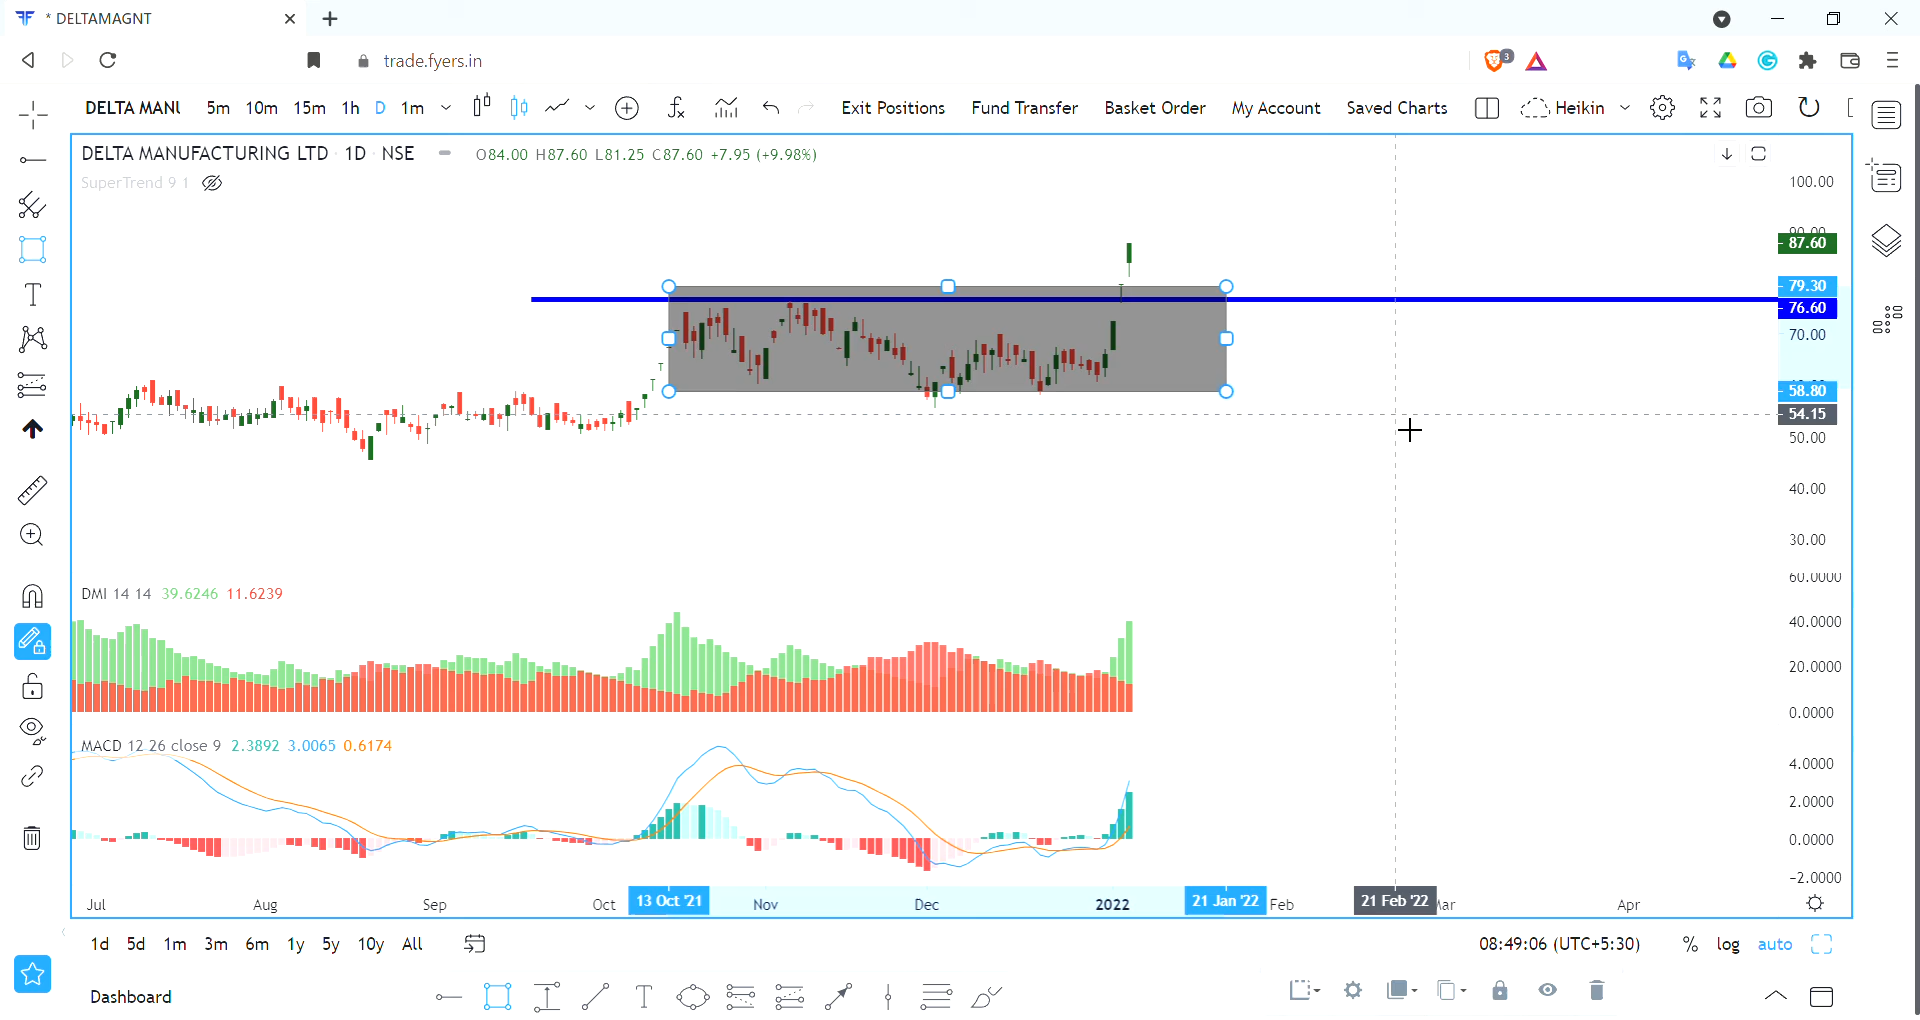 * DELTAMAGNT
trade.fyers.in
3
DELTA MANU 5m 10m 15m 1h D 1m Exit Positions Fund Transfer Basket Order My Account Saved Charts Heikin
DELTA MANUFACTURING LTD 1D NSE O84.00 H87.60 L81.25 C87.60 +7.95 (+9.98%)
SuperTrend 9 1
100.00
87.60
79.30
76.60
70.00
58.80
54.15
50.00
40.00
30.00
60.0000
DMI 14 14 39.6246 11.6239
40.0000
20.0000
0.0000
MACD 12 26 close 9 2.3892 3.0065 0.6174
4.0000
2.0000
0.0000
−2.0000
Jul Aug Sep Oct 13 Oct '21 Nov Dec 2022 21 Jan '22 Feb 21 Feb '22 Mar Apr
1d 5d 1m 3m 6m 1y 5y 10y All 08:49:06 (UTC+5:30) % log auto
Dashboard